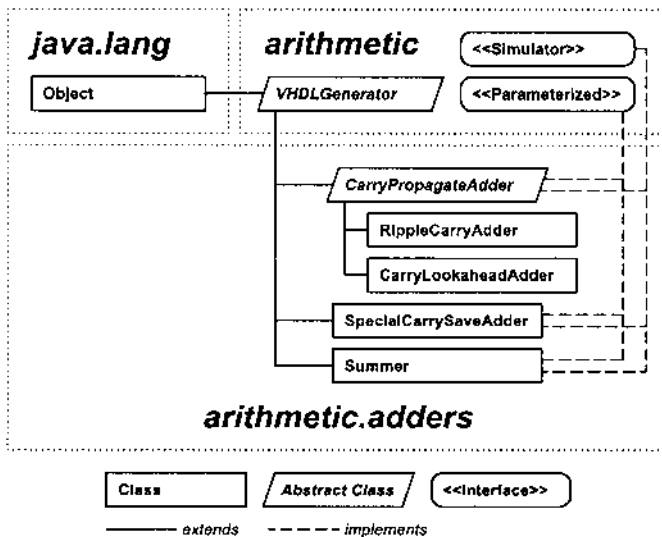 java.lang
arithmetic
<<Simulator>>
Object
VHDLGenerator
<<Parameterized>>
CarryPropagateAdder
RippleCarryAdder
CarryLookaheadAdder
SpecialCarrySaveAdder
Summer
arithmetic.adders
Class
Abstract Class
<<Interface>>
extends
implements